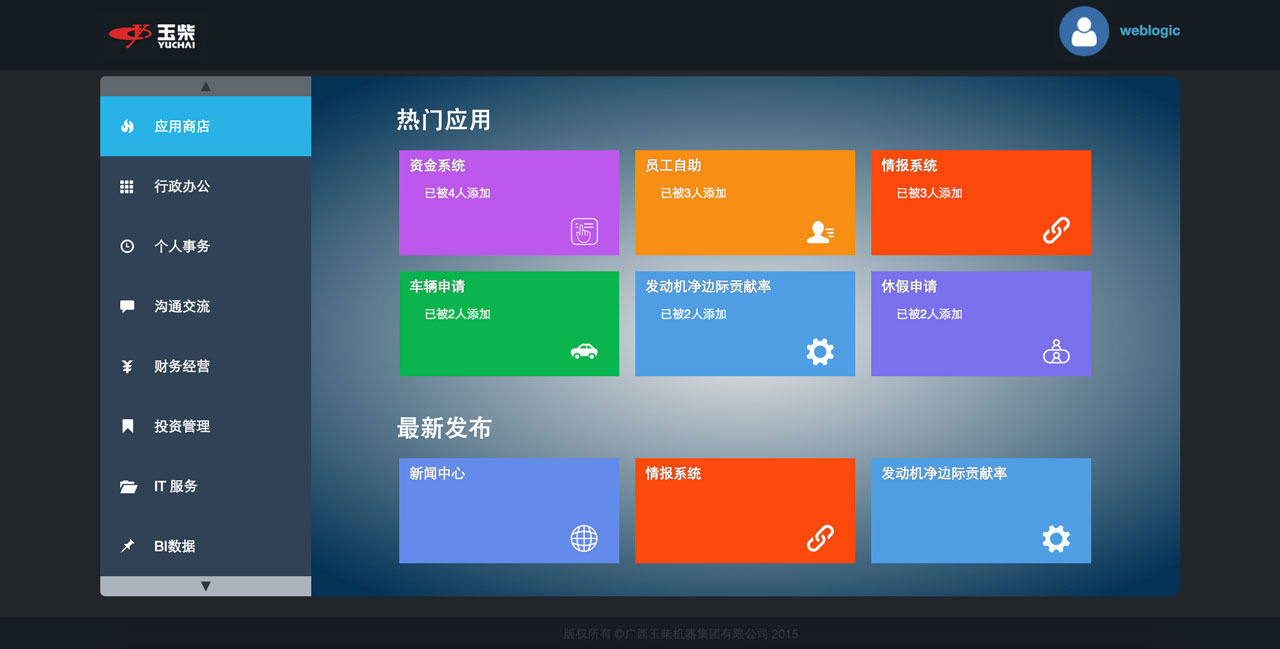 玉柴
YUCHAI
weblogic
应用商店
行政办公
个人事务
沟通交流
财务经营
投资管理
IT 服务
BI数据
热门应用
资金系统
已被4人添加
员工自助
已被3人添加
情报系统
已被3人添加
车辆申请
已被2人添加
发动机净边际贡献率
已被2人添加
休假申请
已被2人添加
最新发布
新闻中心
情报系统
发动机净边际贡献率
版权所有 ©广西玉柴机器集团有限公司 2015